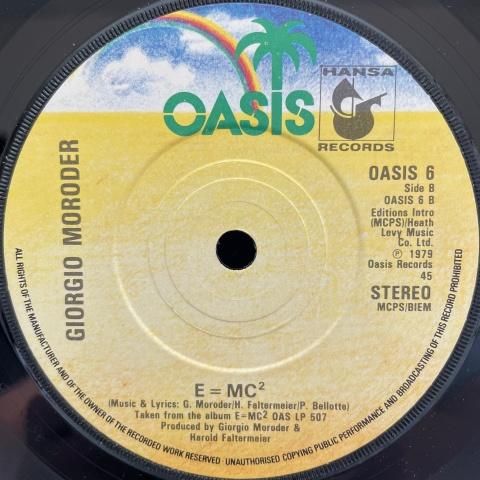 OASIS
HANSA
RECORDS
GIORGIO MORODER
OASIS 6
Side B
OASIS 6 B
Editions Intro
(MCPS)/Heath
Levy Music
Co. Ltd.
℗ 1979
Oasis Records
45
STEREO
MCPS/BIEM
E = MC²
(Music & Lyrics: G. Moroder/H. Faltermeier/P. Bellotte)
Taken from the album E=MC² OAS LP 507
Produced by Giorgio Moroder &
Harold Faltermeier
ALL RIGHTS OF THE MANUFACTURER AND OF THE OWNER OF THE RECORDED WORK RESERVED · UNAUTHORISED COPYING PUBLIC PERFORMANCE AND BROADCASTING OF THIS RECORD PROHIBITED